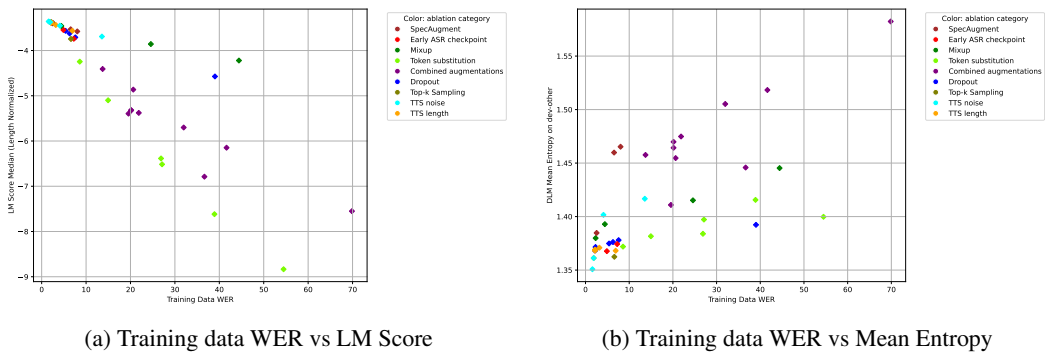 Color: ablation category
SpecAugment
Early ASR checkpoint
Mixup
Token substitution
Combined augmentations
Dropout
Top-k Sampling
TTS noise
TTS length
LM Score Median (Length Normalized)
−4
−5
−6
−7
−8
−9
0 10 20 30 40 50 60 70
Training Data WER
(a) Training data WER vs LM Score
Color: ablation category
SpecAugment
Early ASR checkpoint
Mixup
Token substitution
Combined augmentations
Dropout
Top-k Sampling
TTS noise
TTS length
DLM Mean Entropy on dev-other
1.55
1.50
1.45
1.40
1.35
0 10 20 30 40 50 60 70
Training Data WER
(b) Training data WER vs Mean Entropy